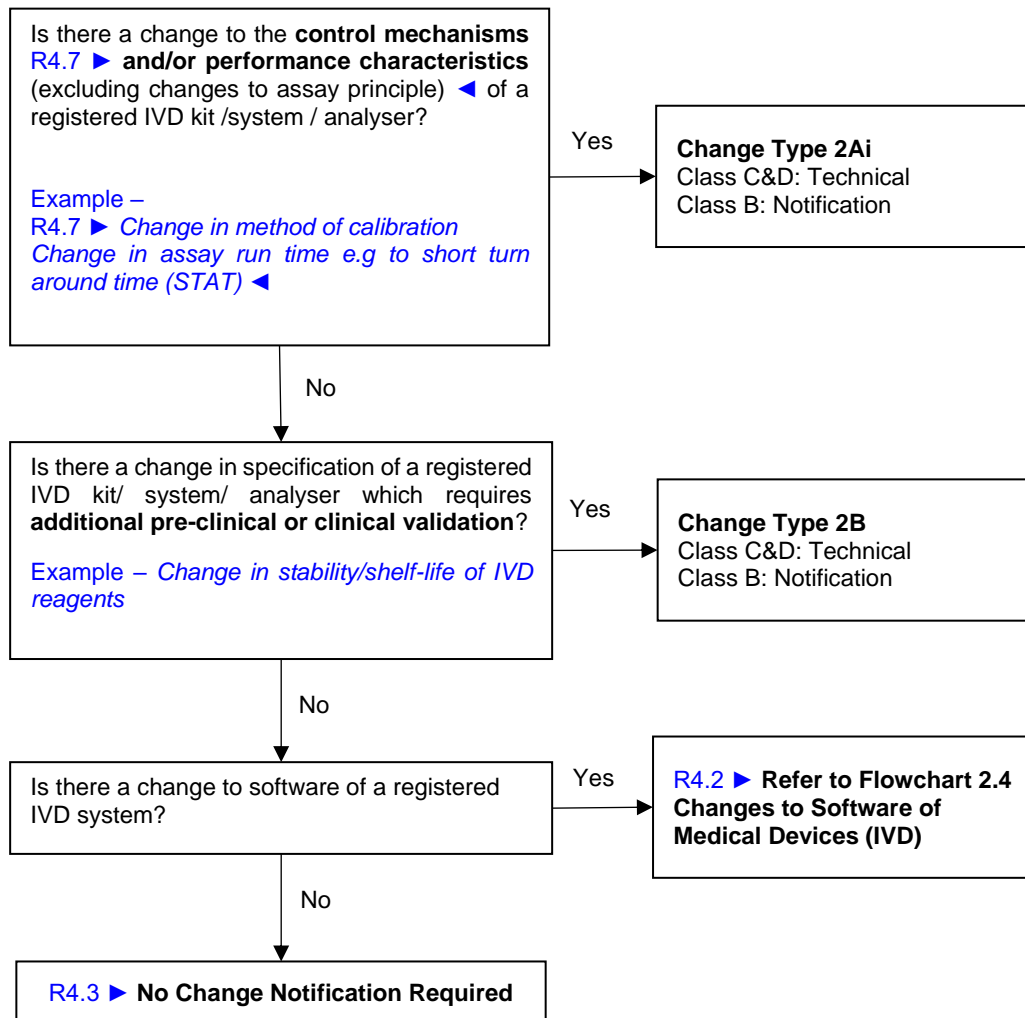 Is there a change to the control mechanisms
R4.7 ► and/or performance characteristics
(excluding changes to assay principle) ◄ of a
registered IVD kit /system / analyser?
Example –
R4.7 ► Change in method of calibration
Change in assay run time e.g to short turn
around time (STAT) ◄
Yes
Change Type 2Ai
Class C&D: Technical
Class B: Notification
No
Is there a change in specification of a registered
IVD kit/ system/ analyser which requires
additional pre-clinical or clinical validation?
Example – Change in stability/shelf-life of IVD
reagents
Yes
Change Type 2B
Class C&D: Technical
Class B: Notification
No
Is there a change to software of a registered
IVD system?
Yes
R4.2 ► Refer to Flowchart 2.4
Changes to Software of
Medical Devices (IVD)
No
R4.3 ► No Change Notification Required